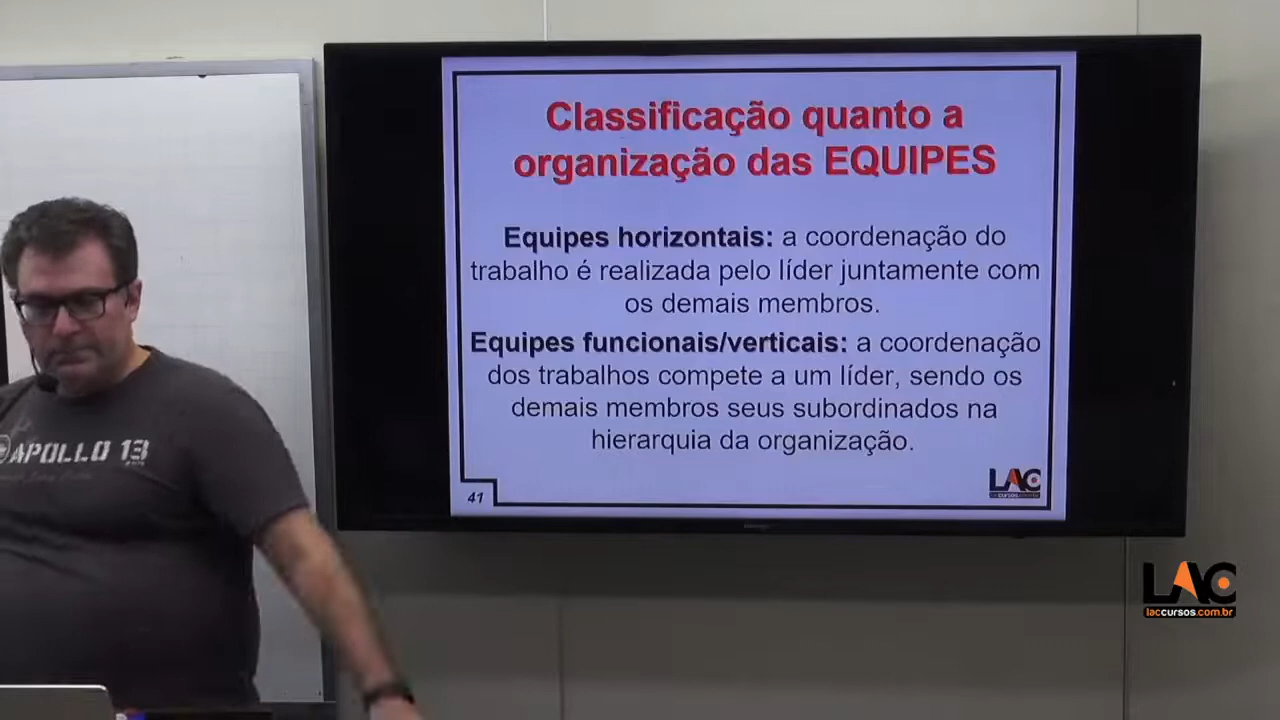 Classificação quanto a
organização das EQUIPES
Equipes horizontais: a coordenação do
trabalho é realizada pelo líder juntamente com
os demais membros.
Equipes funcionais/verticais: a coordenação
dos trabalhos compete a um líder, sendo os
demais membros seus subordinados na
hierarquia da organização.
41
LAC
APOLLO 13
LAC
laccursos.com.br